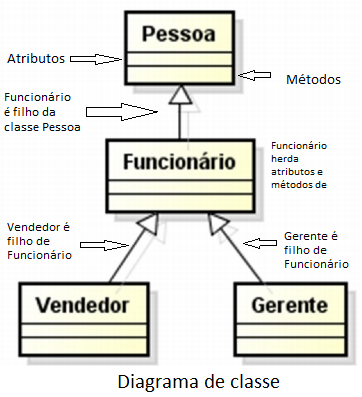 Pessoa
Atributos
Métodos
Funcionário
é filho da
classe Pessoa
Funcionário
Funcionário
herda
atributos e
métodos de
Vendedor é
filho de
Funcionário
Gerente é
filho de
Funcionário
Vendedor
Gerente
Diagrama de classe